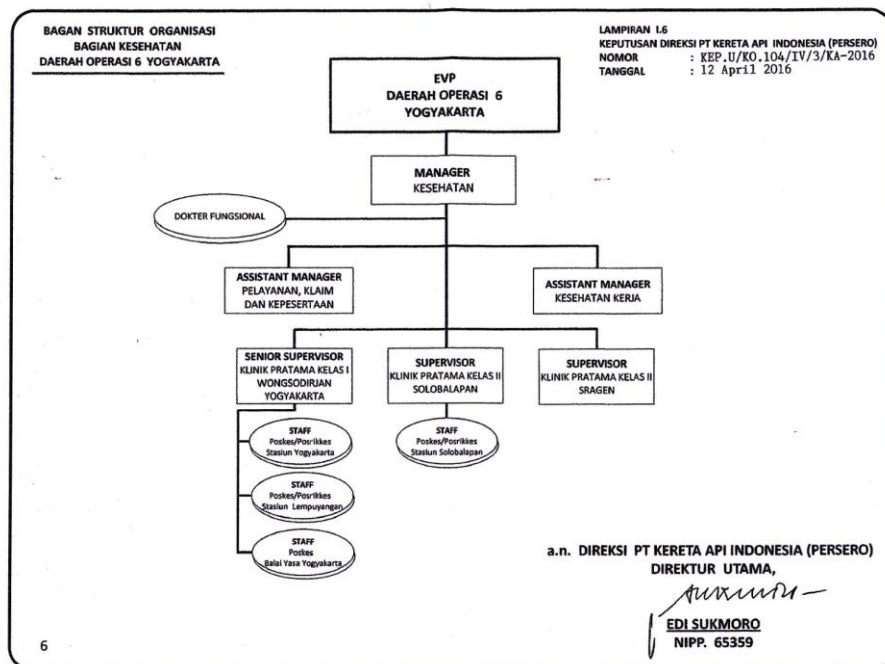 BAGAN STRUKTUR ORGANISASI
BAGIAN KESEHATAN
DAERAH OPERASI 6 YOGYAKARTA
LAMPIRAN I.6
KEPUTUSAN DIREKSI PT KERETA API INDONESIA (PERSERO)
NOMOR : KEP.U/KO.104/IV/3/KA-2016
TANGGAL : 12 April 2016
EVP
DAERAH OPERASI 6
YOGYAKARTA
MANAGER
KESEHATAN
DOKTER FUNGSIONAL
ASSISTANT MANAGER
PELAYANAN, KLAIM
DAN KEPESERTAAN
ASSISTANT MANAGER
KESEHATAN KERJA
SENIOR SUPERVISOR
KLINIK PRATAMA KELAS I
WONGSODIRJAN
YOGYAKARTA
SUPERVISOR
KLINIK PRATAMA KELAS II
SOLOBALAPAN
SUPERVISOR
KLINIK PRATAMA KELAS II
SRAGEN
STAFF
Poskes/Posrikkes
Stasiun Yogyakarta
STAFF
Poskes/Posrikkes
Stasiun Solobalapan
STAFF
Poskes/Posrikkes
Stasiun Lempuyangan
STAFF
Poskes
Balai Yasa Yogyakarta
a.n. DIREKSI PT KERETA API INDONESIA (PERSERO)
DIREKTUR UTAMA,
EDI SUKMORO
NIPP. 65359
6